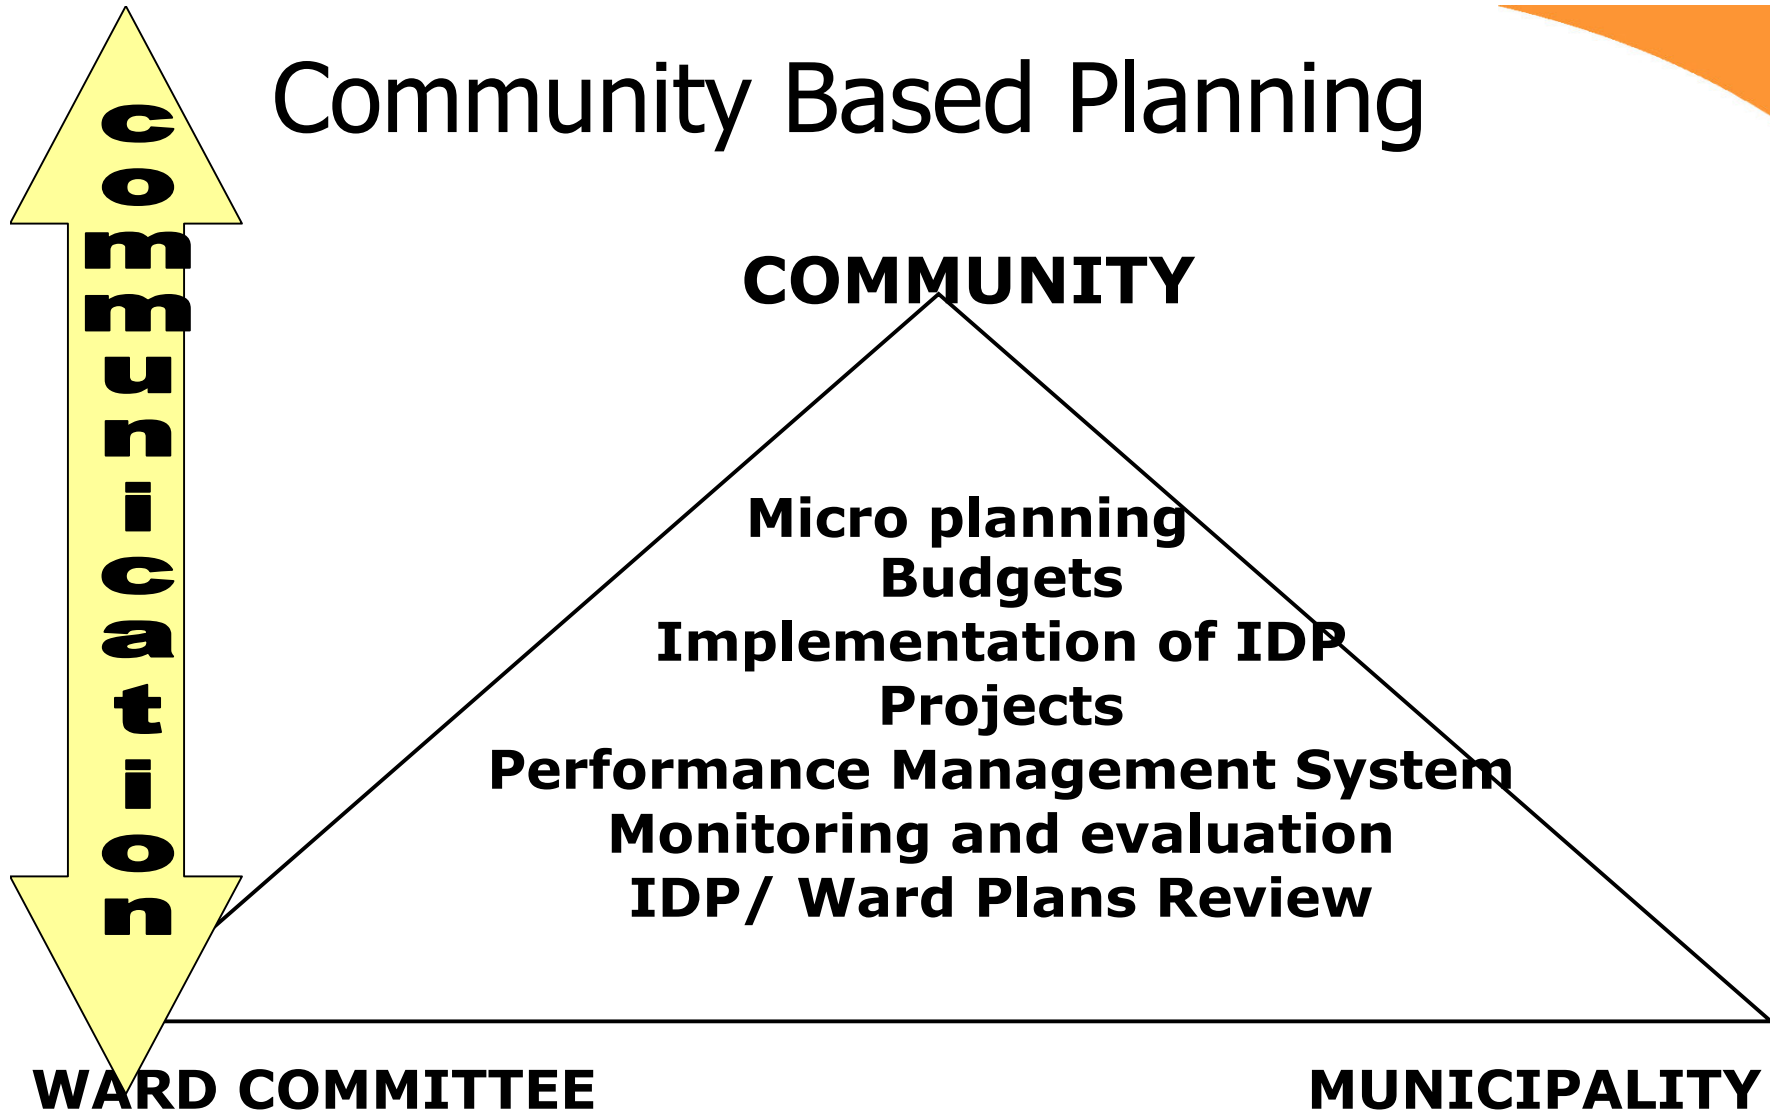 Community Based Planning
communication
COMMUNITY
Micro planning
Budgets
Implementation of IDP
Projects
Performance Management System
Monitoring and evaluation
IDP/ Ward Plans Review
WARD COMMITTEE
MUNICIPALITY